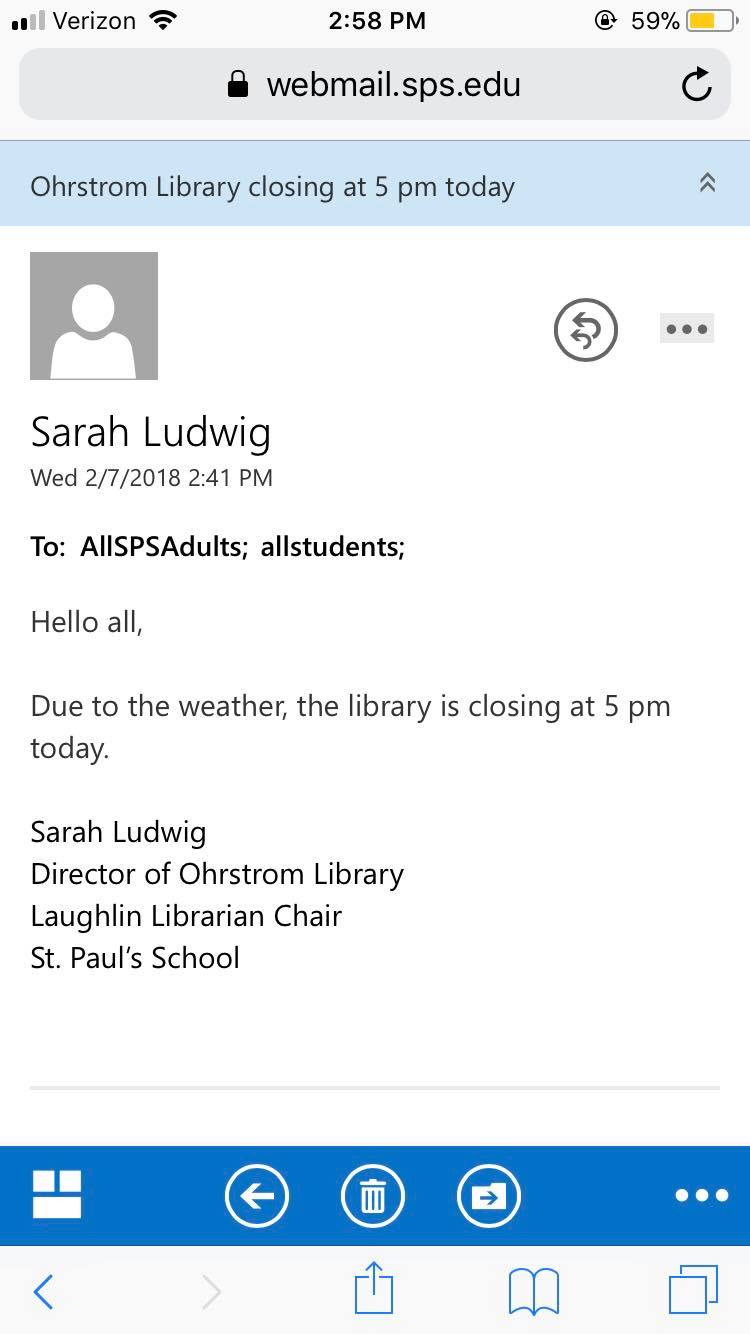 Verizon 2:58 PM 59%
webmail.sps.edu
Ohrstrom Library closing at 5 pm today
Sarah Ludwig
Wed 2/7/2018 2:41 PM
To: AllSPSAdults; allstudents;
Hello all,
Due to the weather, the library is closing at 5 pm
today.
Sarah Ludwig
Director of Ohrstrom Library
Laughlin Librarian Chair
St. Paul’s School